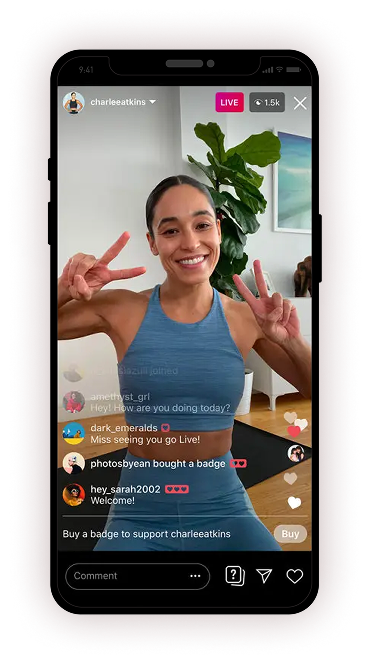 9:41
charleeatkins
LIVE
1.5k
joined
amethyst_grl
Hey! How are you doing today?
dark_emeralds
Miss seeing you go Live!
photosbyean bought a badge
hey_sarah2002
Welcome!
Buy a badge to support charleeatkins
Buy
Comment
?